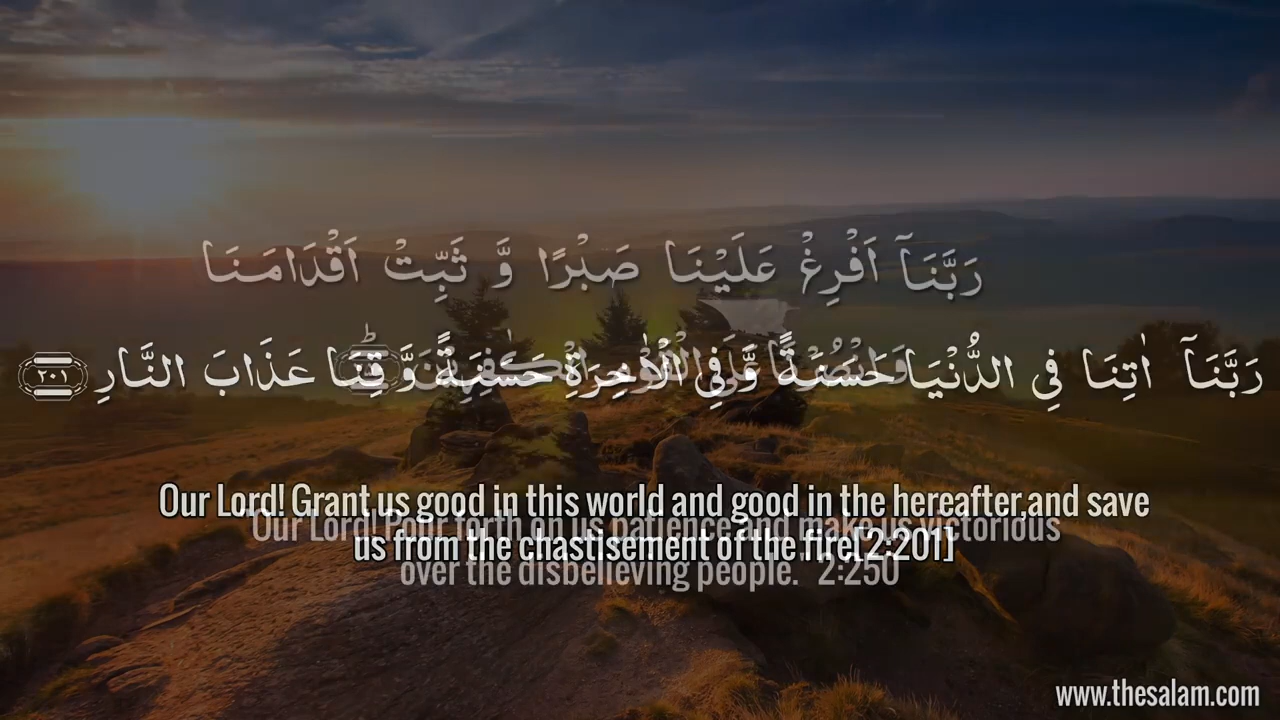 رَبَّنَآ اَفْرِغْ عَلَيْنَا صَبْرًا وَّ ثَبِّتْ اَقْدَامَنَا
رَبَّنَآ اٰتِنَا فِي الدُّنْيَا حَسَنَةً وَّفِي الْاٰخِرَةِ حَسَنَةً وَّقِنَا عَذَابَ النَّارِ ٢٠١
Our Lord! Grant us good in this world and good in the hereafter,and save
Our Lord! Pour forth on us patience and make us victorious
us from the chastisement of the fire[2:201]
over the disbelieving people. 2:250
www.thesalam.com